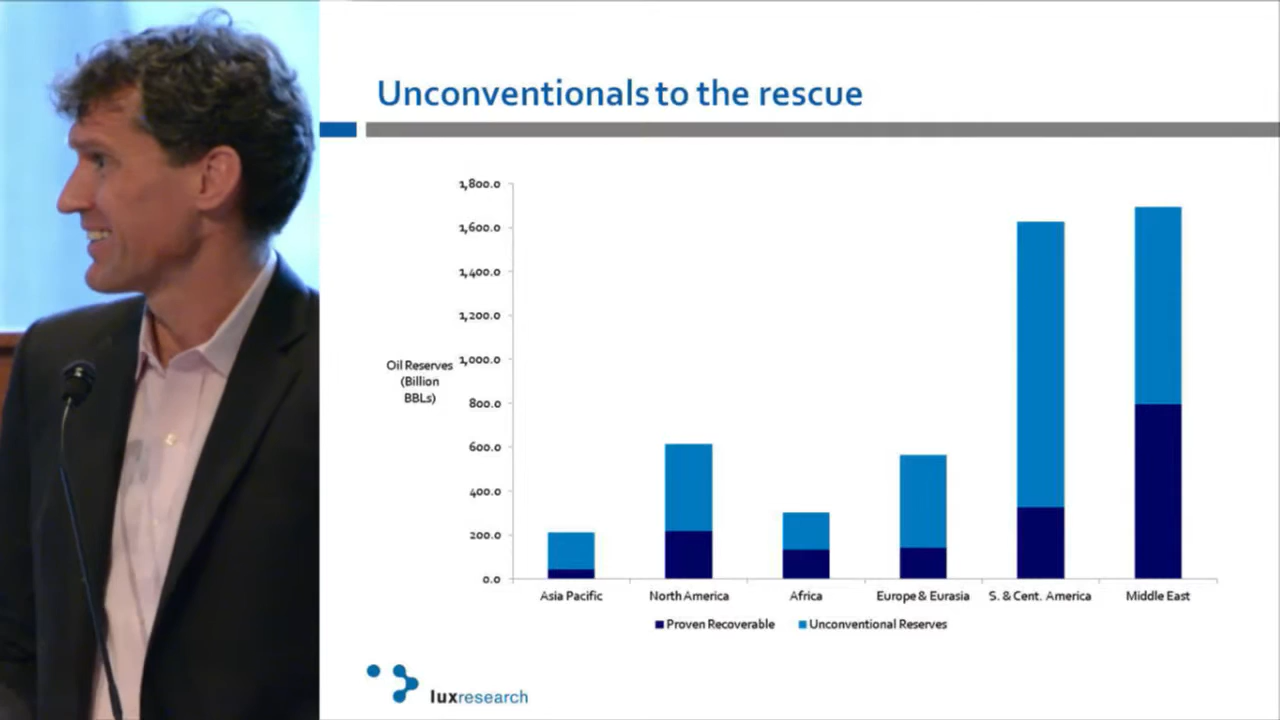 Unconventionals to the rescue
1,800.0
1,600.0
1,400.0
1,200.0
1,000.0
800.0
600.0
400.0
200.0
0.0
Oil Reserves
(Billion
BBLs)
Asia Pacific North America Africa Europe & Eurasia S. & Cent. America Middle East
Proven Recoverable Unconventional Reserves
luxresearch